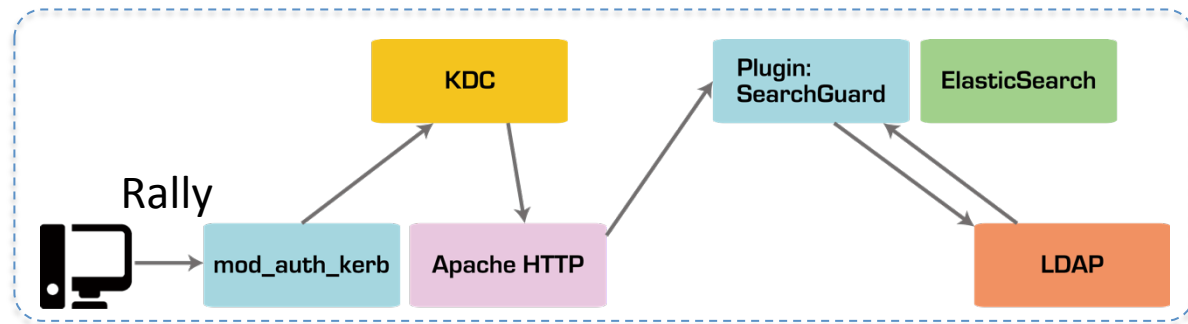 KDC
Plugin:
SearchGuard
ElasticSearch
Rally
mod_auth_kerb
Apache HTTP
LDAP